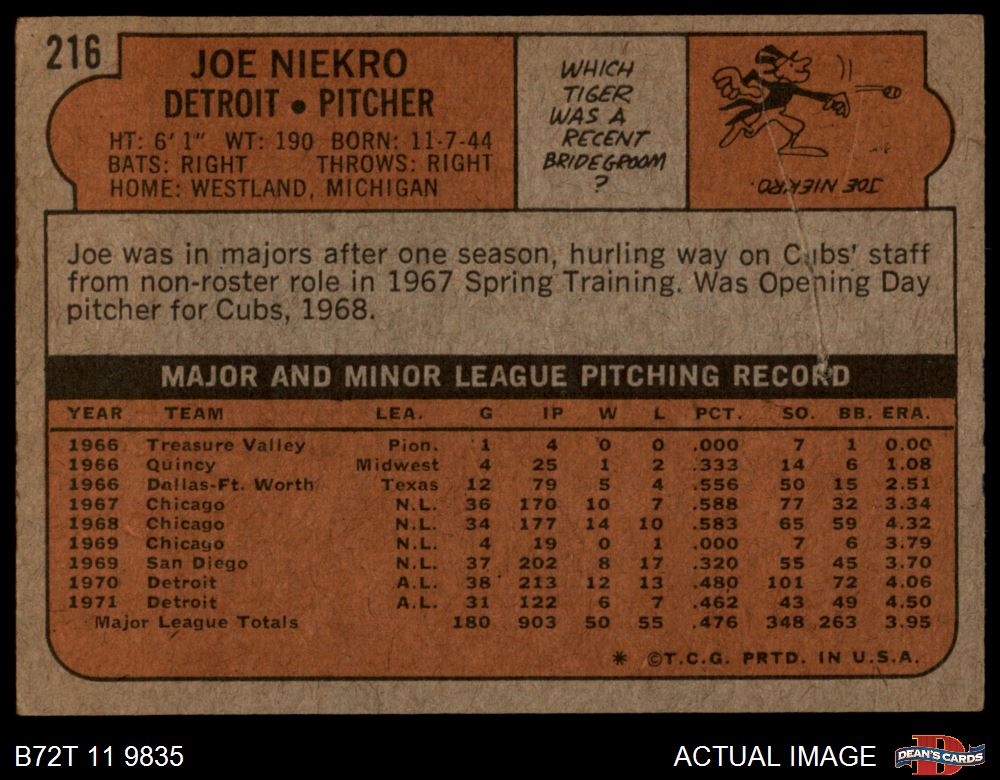 216
JOE NIEKRO
DETROIT • PITCHER
HT: 6' 1" WT: 190 BORN: 11-7-44
BATS: RIGHT THROWS: RIGHT
HOME: WESTLAND, MICHIGAN
WHICH
TIGER
WAS A
RECENT
BRIDEGROOM
?
JOE NIEKRO.
Joe was in majors after one season, hurling way on Cubs' staff
from non-roster role in 1967 Spring Training. Was Opening Day
pitcher for Cubs, 1968.
MAJOR AND MINOR LEAGUE PITCHING RECORD
YEAR TEAM LEA. G IP W L PCT. SO. BB. ERA.
1966 Treasure Valley Pion. 1 4 0 0 .000 7 1 0.00
1966 Quincy Midwest 4 25 1 2 .333 14 6 1.08
1966 Dallas-Ft. Worth Texas 12 79 5 4 .556 50 15 2.51
1967 Chicago N.L. 36 170 10 7 .588 77 32 3.34
1968 Chicago N.L. 34 177 14 10 .583 65 59 4.32
1969 Chicago N.L. 4 19 0 1 .000 7 6 3.79
1969 San Diego N.L. 37 202 8 17 .320 55 45 3.70
1970 Detroit A.L. 38 213 12 13 .480 101 72 4.06
1971 Detroit A.L. 31 122 6 7 .462 43 49 4.50
Major League Totals 180 903 50 55 .476 348 263 3.95
* ©T.C.G. PRTD. IN U.S.A.
B72T 11 9835
ACTUAL IMAGE
D
DEAN'S CARDS